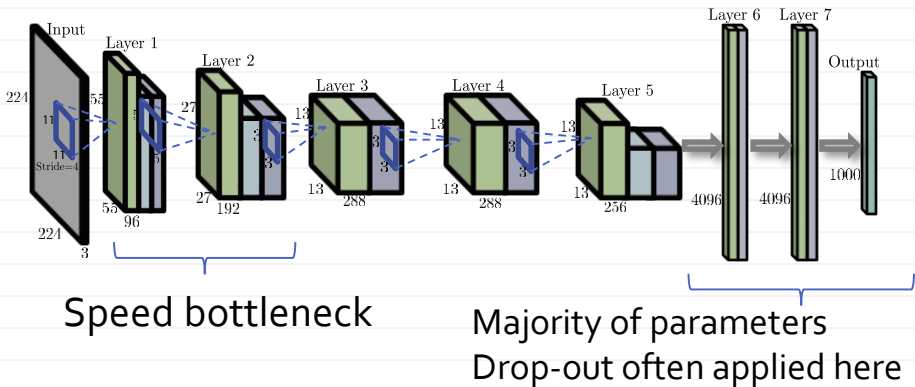 Input
224
11
11
Stride=4
224
3
Layer 1
55
5
5
55
96
Layer 2
27
3
3
27
192
Layer 3
13
3
3
13
288
Layer 4
13
3
3
13
288
Layer 5
13
13
256
Layer 6
4096
Layer 7
4096
Output
1000
Speed bottleneck
Majority of parameters
Drop-out often applied here